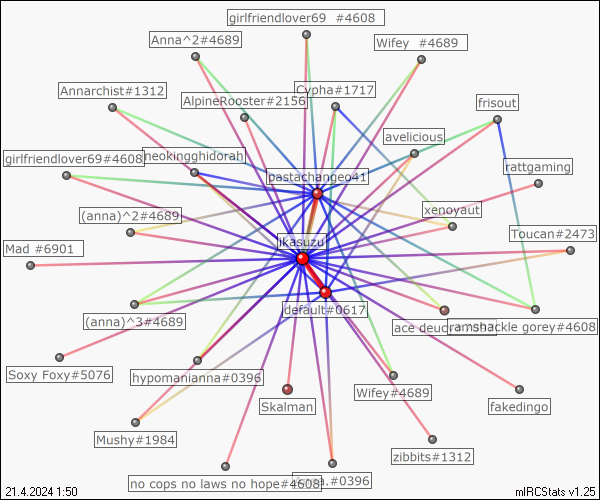 girlfriendlover69 #4608
Anna^2#4689
Wifey #4689
Annarchist#1312
Cypha#1717
AlpineRooster#2156
frisout
avelicious
girlfriendlover69#4608
neokingghidorah
rattgaming
pastachangeo41
(anna)^2#4689
xenoyaut
Toucan#2473
Mad #6901
ikasuzu
default#0617
(anna)^3#4689
ace deuc
ramshackle gorey#4608
Soxy Foxy#5076
hypomanianna#0396
Wifey#4689
Skalman
fakedingo
Mushy#1984
zibbits#1312
no cops no laws no hope#4608
#0396
21.4.2024 1:50
mIRCStats v1.25